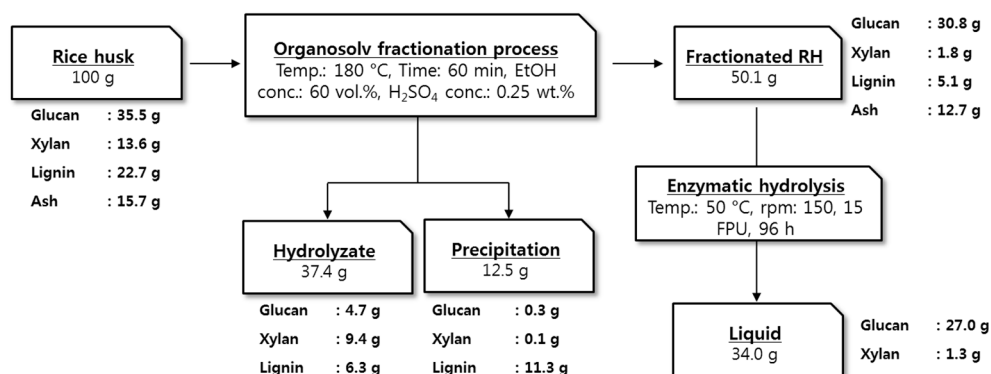 Rice husk
100 g
Glucan : 35.5 g
Xylan : 13.6 g
Lignin : 22.7 g
Ash : 15.7 g
Organosolv fractionation process
Temp.: 180 °C, Time: 60 min, EtOH
conc.: 60 vol.%, H₂SO₄ conc.: 0.25 wt.%
Fractionated RH
50.1 g
Glucan : 30.8 g
Xylan : 1.8 g
Lignin : 5.1 g
Ash : 12.7 g
Hydrolyzate
37.4 g
Glucan : 4.7 g
Xylan : 9.4 g
Lignin : 6.3 g
Precipitation
12.5 g
Glucan : 0.3 g
Xylan : 0.1 g
Lignin : 11.3 g
Enzymatic hydrolysis
Temp.: 50 °C, rpm: 150, 15
FPU, 96 h
Liquid
34.0 g
Glucan : 27.0 g
Xylan : 1.3 g